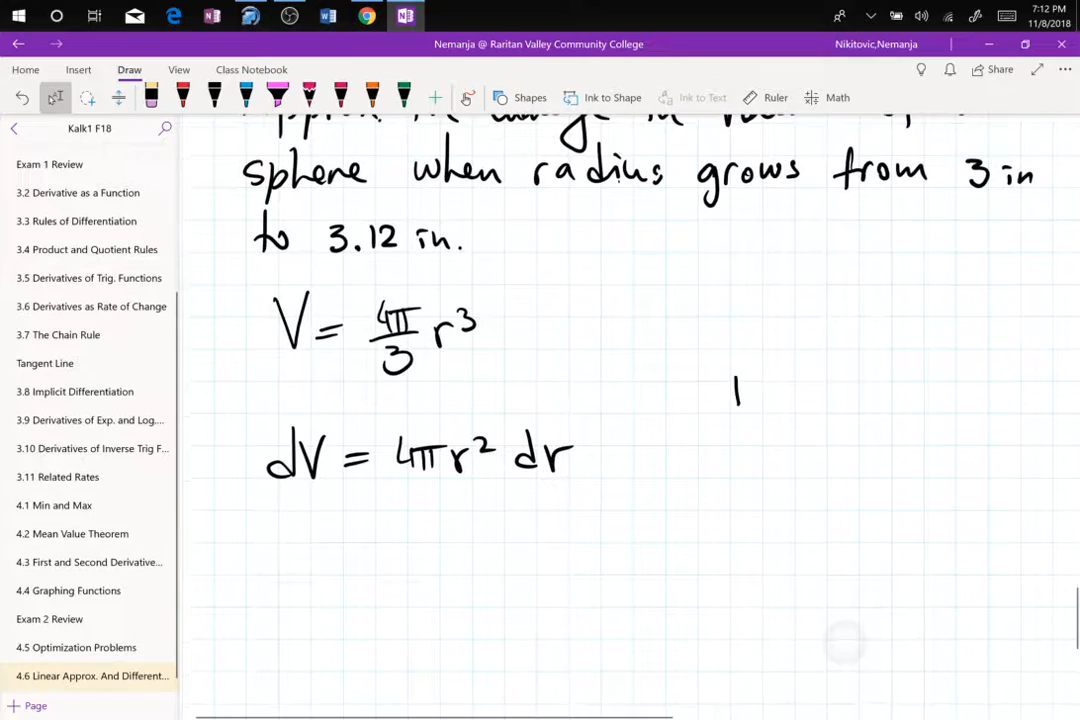 7:12 PM
11/8/2018
Nemanja @ Raritan Valley Community College
Nikitovic,Nemanja
Home Insert Draw View Class Notebook
Share
Shapes Ink to Shape Ink to Text Ruler Math
Kalk1 F18
Exam 1 Review
3.2 Derivative as a Function
3.3 Rules of Differentiation
3.4 Product and Quotient Rules
3.5 Derivatives of Trig. Functions
3.6 Derivatives as Rate of Change
3.7 The Chain Rule
Tangent Line
3.8 Implicit Differentiation
3.9 Derivatives of Exp. and Log...
3.10 Derivatives of Inverse Trig F...
3.11 Related Rates
4.1 Min and Max
4.2 Mean Value Theorem
4.3 First and Second Derivative...
4.4 Graphing Functions
Exam 2 Review
4.5 Optimization Problems
4.6 Linear Approx. And Different...
Page
sphere when radius grows from 3 in
to 3.12 in.
V = 4π/3 r³
dV = 4πr² dr